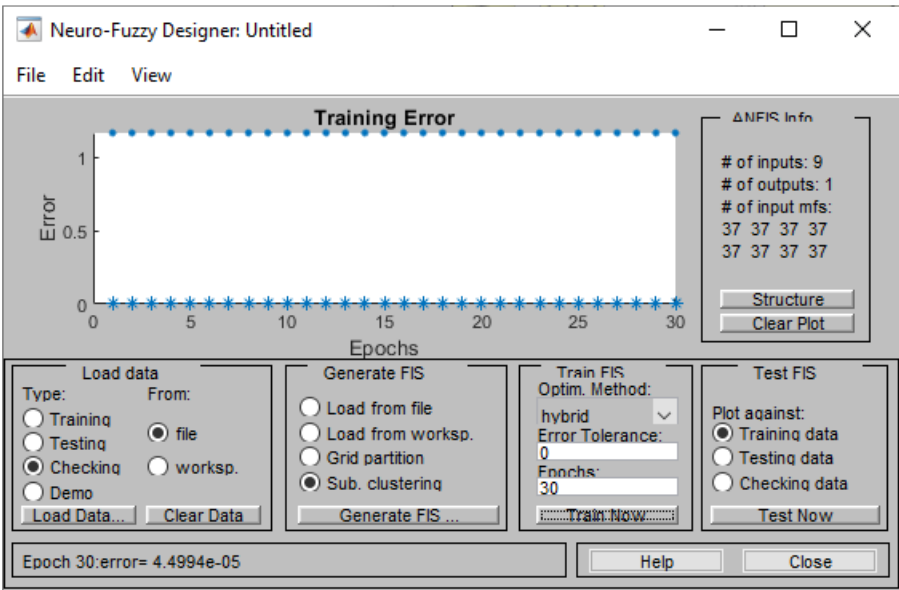 Neuro-Fuzzy Designer: Untitled
File Edit View
Training Error
1
0.5
0
Error
0 5 10 15 20 25 30
Epochs
ANFIS Info.
# of inputs: 9
# of outputs: 1
# of input mfs:
37 37 37 37
37 37 37 37
Structure
Clear Plot
Load data
Type: From:
Training
Testing
Checking
Demo
file
worksp.
Load Data... Clear Data
Generate FIS
Load from file
Load from worksp.
Grid partition
Sub. clustering
Generate FIS ...
Train FIS
Optim. Method:
hybrid
Error Tolerance:
0
Epochs:
30
Train Now
Test FIS
Plot against:
Training data
Testing data
Checking data
Test Now
Epoch 30:error= 4.4994e-05
Help Close